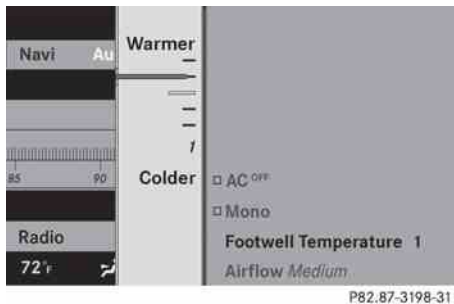 Navi Au
Warmer
1
85 90
Colder
AC OFF
Mono
Radio
Footwell Temperature 1
72°F
Airflow Medium
P82.87-3198-31